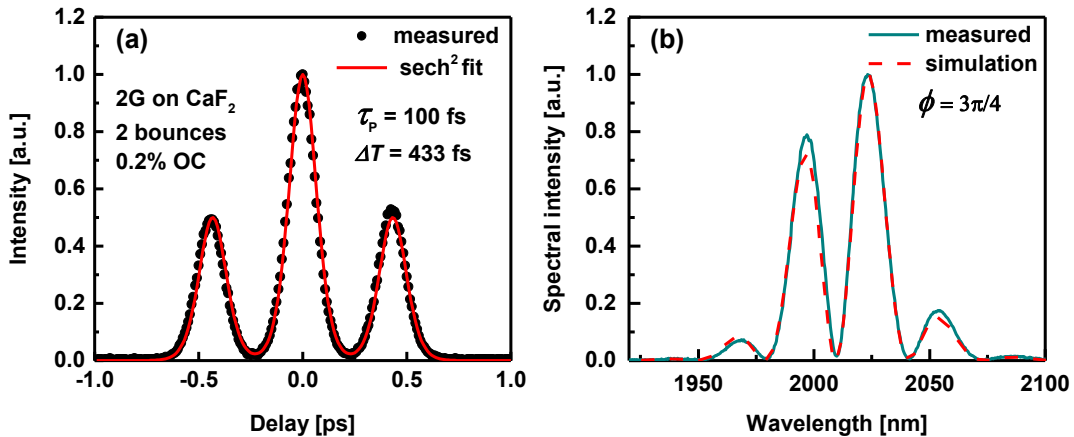 (a)
measured
sech² fit
2G on CaF₂
2 bounces
0.2% OC
τₚ = 100 fs
ΔT = 433 fs
Intensity [a.u.]
1.2
1.0
0.8
0.6
0.4
0.2
0.0
-1.0 -0.5 0.0 0.5 1.0
Delay [ps]
(b)
measured
simulation
ϕ = 3π/4
Spectral intensity [a.u.]
1.2
1.0
0.8
0.6
0.4
0.2
0.0
1950 2000 2050 2100
Wavelength [nm]